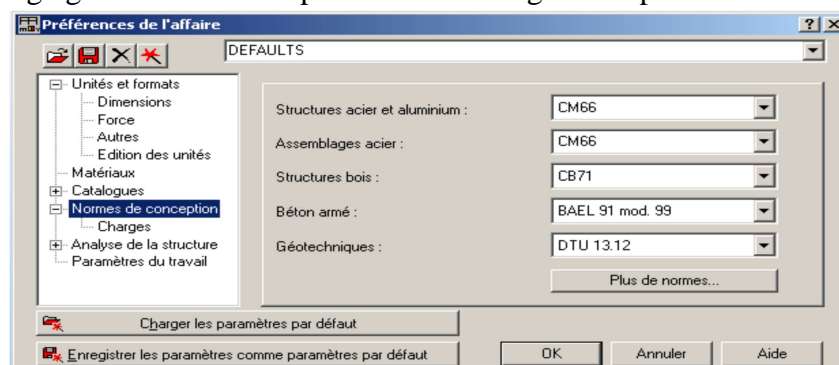 Préférences de l'affaire
DEFAULTS
Unités et formats
Dimensions
Force
Autres
Edition des unités
Matériaux
Catalogues
Normes de conception
Charges
Analyse de la structure
Paramètres du travail
Structures acier et aluminium : CM66
Assemblages acier : CM66
Structures bois : CB71
Béton armé : BAEL 91 mod. 99
Géotechniques : DTU 13.12
Plus de normes...
Charger les paramètres par défaut
Enregistrer les paramètres comme paramètres par défaut
OK Annuler Aide